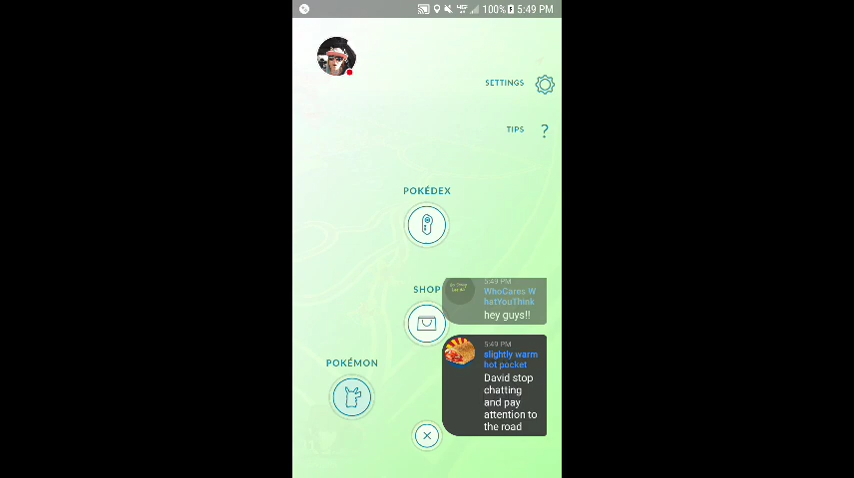 100% 5:49 PM
SETTINGS
TIPS ?
POKÉDEX
SHOP
5:49 PM
WhoCares W
hatYouThink
hey guys!!
5:49 PM
slightly warm
hot pocket
POKÉMON
David stop
chatting
and pay
attention to
the road